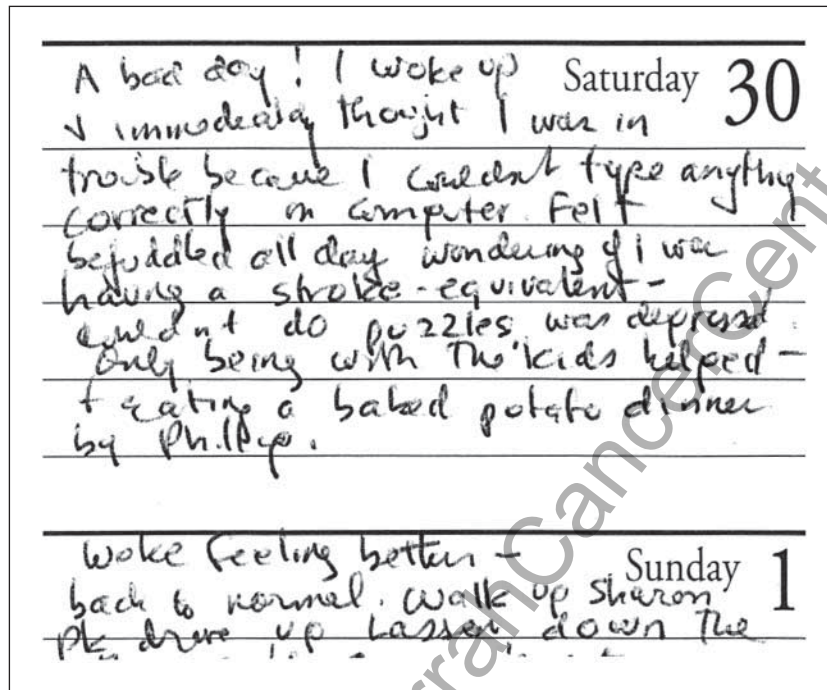 A bad day! I woke up Saturday 30
& immediately thought I was in
trouble because I couldn't type anything
correctly on computer. Felt
befuddled all day wondering if I was
having a stroke-equivalent-
couldn't do puzzles was depressed.
Only being with the kids helped -
+ eating a baked potato dinner
by Phillip.
Woke feeling better - Sunday 1
back to normal. Walk up Sharon
pk drive up Lassen down the
rrahCancerCent